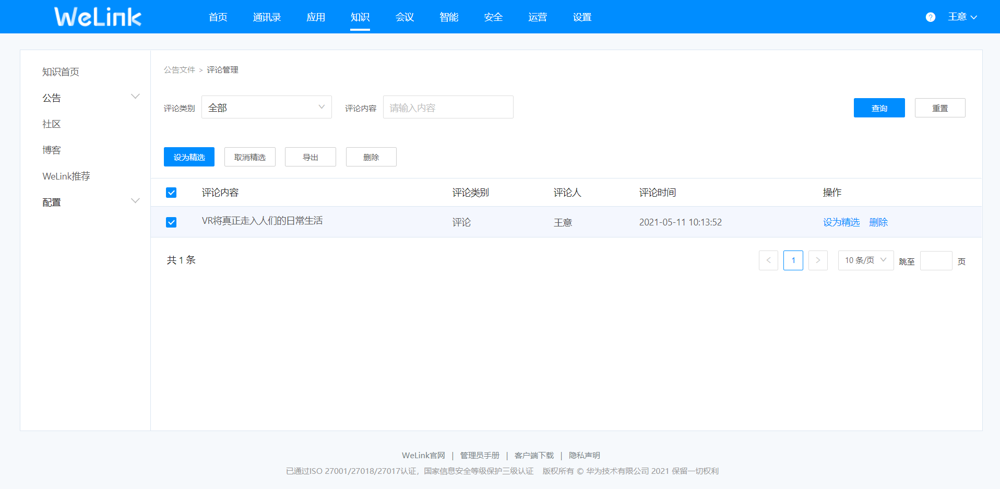 WeLink 首页 通讯录 应用 知识 会议 智能 安全 运营 设置 ? 王意
知识首页
公告
社区
博客
WeLink推荐
配置
公告文件 > 评论管理
评论类别 全部 评论内容 请输入内容 查询 重置
设为精选 取消精选 导出 删除
评论内容 评论类别 评论人 评论时间 操作
VR将真正走入人们的日常生活 评论 王意 2021-05-11 10:13:52 设为精选 删除
共 1 条 < 1 > 10 条/页 跳至 页
WeLink官网 | 管理员手册 | 客户端下载 | 隐私声明
已通过ISO 27001/27018/27017认证，国家信息安全等级保护三级认证 版权所有 © 华为技术有限公司 2021 保留一切权利